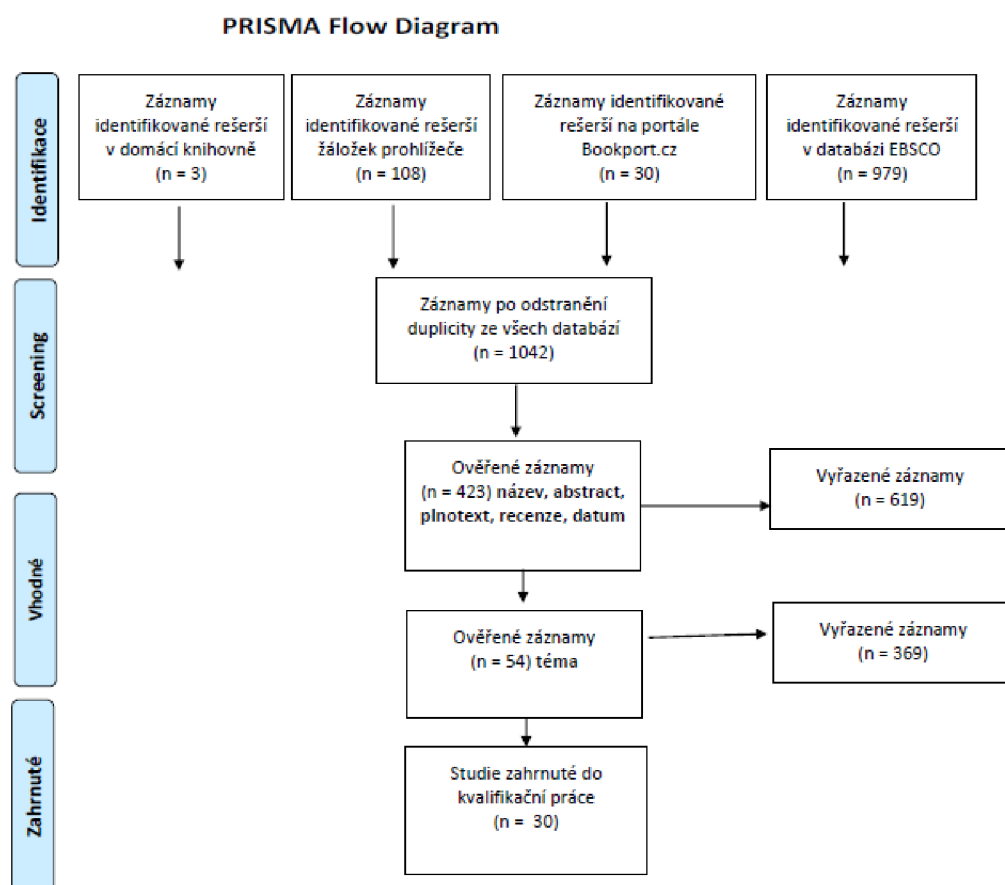 PRISMA Flow Diagram
Identifikace
Záznamy
identifikované rešerší
v domácí knihovně
(n = 3)
Záznamy
identifikované rešerší
žáložek prohlížeče
(n = 108)
Záznamy identifikované
rešerší na portále
Bookport.cz
(n = 30)
Záznamy
identifikované rešerší
v databázi EBSCO
(n = 979)
Screening
Záznamy po odstranění
duplicity ze všech databází
(n = 1042)
Ověřené záznamy
(n = 423) název, abstract,
plnotext, recenze, datum
Vyřazené záznamy
(n = 619)
Vhodné
Ověřené záznamy
(n = 54) téma
Vyřazené záznamy
(n = 369)
Zahrnuté
Studie zahrnuté do
kvalifikační práce
(n = 30)